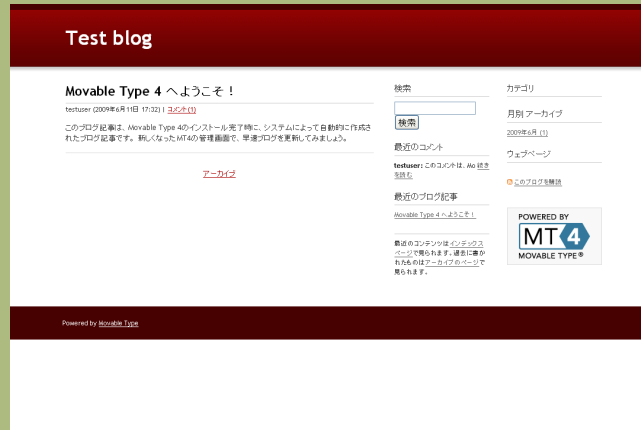 Test blog
Movable Type 4 へようこそ！
testuser (2009年6月11日 17:32) | コメント(1)
このブログ記事は、Movable Type 4のインストール完了時に、システムによって自動的に作成さ
れたブログ記事です。 新しくなったMT4の管理画面で、早速ブログを更新してみましょう。
アーカイブ
検索
検索
最近のコメント
testuser: このコメントは、Mo 続き
を読む
最近のブログ記事
Movable Type 4 へようこそ！
最近のコンテンツはインデックス
ページで見られます。過去に書か
れたものはアーカイブのページで
見られます。
カテゴリ
月別 アーカイブ
2009年6月 (1)
ウェブページ
このブログを購読
POWERED BY
MT4
MOVABLE TYPE®
Powered by Movable Type